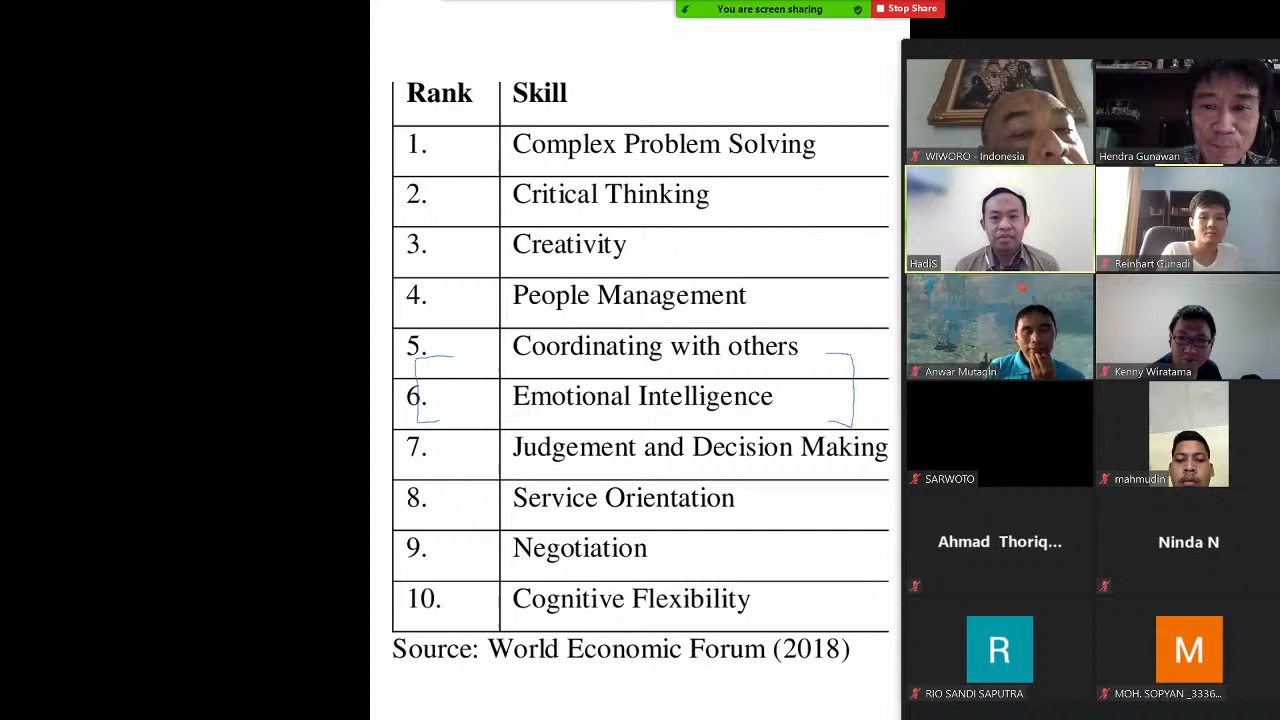 You are screen sharing
Stop Share
Rank Skill
1. Complex Problem Solving
2. Critical Thinking
3. Creativity
4. People Management
5. Coordinating with others
6. Emotional Intelligence
7. Judgement and Decision Making
8. Service Orientation
9. Negotiation
10. Cognitive Flexibility
Source: World Economic Forum (2018)
WIWORO - Indonesia
Hendra Gunawan
HadiS
Reinhart Gunadi
Anwar Mutaqin
Kenny Wiratama
SARWOTO
mahmudin
Ahmad Thoriq...
Ninda N
R
RIO SANDI SAPUTRA
M
MOH. SOPYAN _3336...